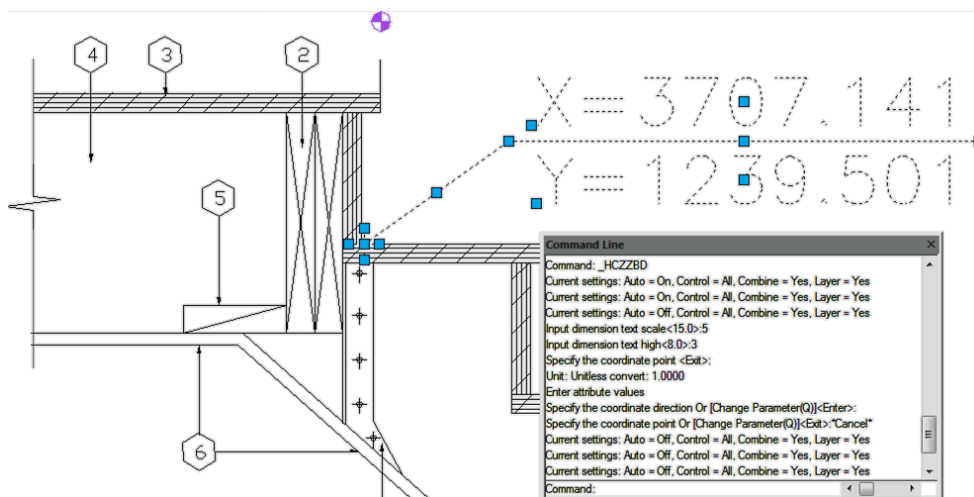 4
3
2
X=3707.141
Y=1239.501
5
6
Command Line
Command: _HCZZBD
Current settings: Auto = On, Control = All, Combine = Yes, Layer = Yes
Current settings: Auto = On, Control = All, Combine = Yes, Layer = Yes
Current settings: Auto = Off, Control = All, Combine = Yes, Layer = Yes
Input dimension text scale<15.0>:5
Input dimension text high<8.0>:3
Specify the coordinate point <Exit>:
Unit: Unitless convert: 1.0000
Enter attribute values
Specify the coordinate direction Or [Change Parameter(Q)]<Enter>:
Specify the coordinate point Or [Change Parameter(Q)]<Exit>:*Cancel*
Current settings: Auto = Off, Control = All, Combine = Yes, Layer = Yes
Current settings: Auto = Off, Control = All, Combine = Yes, Layer = Yes
Current settings: Auto = Off, Control = All, Combine = Yes, Layer = Yes
Command: